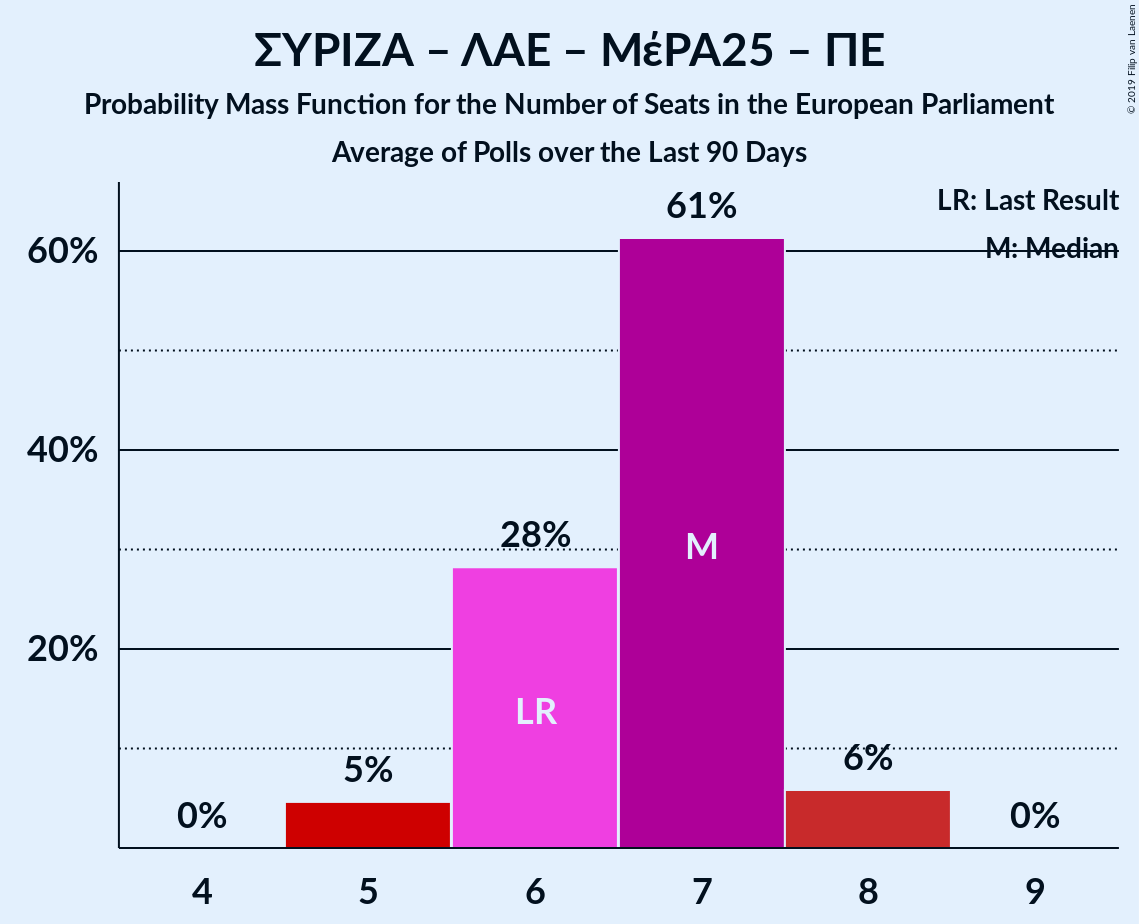 ΣΥΡΙΖΑ – ΛΑΕ – ΜέΡΑ25 – ΠΕ
Probability Mass Function for the Number of Seats in the European Parliament
Average of Polls over the Last 90 Days
© 2019 Filip van Laenen
LR: Last Result
M: Median
61%
60%
40%
28%
M
20%
LR
5%
6%
0%
0%
4 5 6 7 8 9